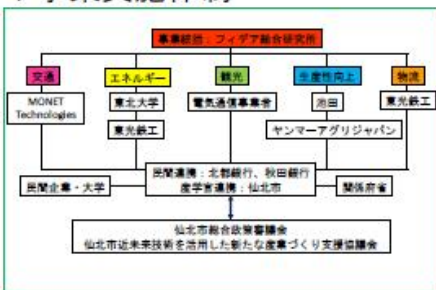 事業統括：フィデア総合研究所
交通
エネルギー
観光
生産性向上
物流
MONET
Technologies
東北大学
電気通信事業者
池田
東光鉄工
東光鉄工
ヤンマーアグリジャパン
民間連携：北都銀行、秋田銀行
産学官連携：仙北市
民間企業・大学
関係府省
仙北市総合政策審議会
仙北市近未来技術を活用した新たな産業づくり支援協議会